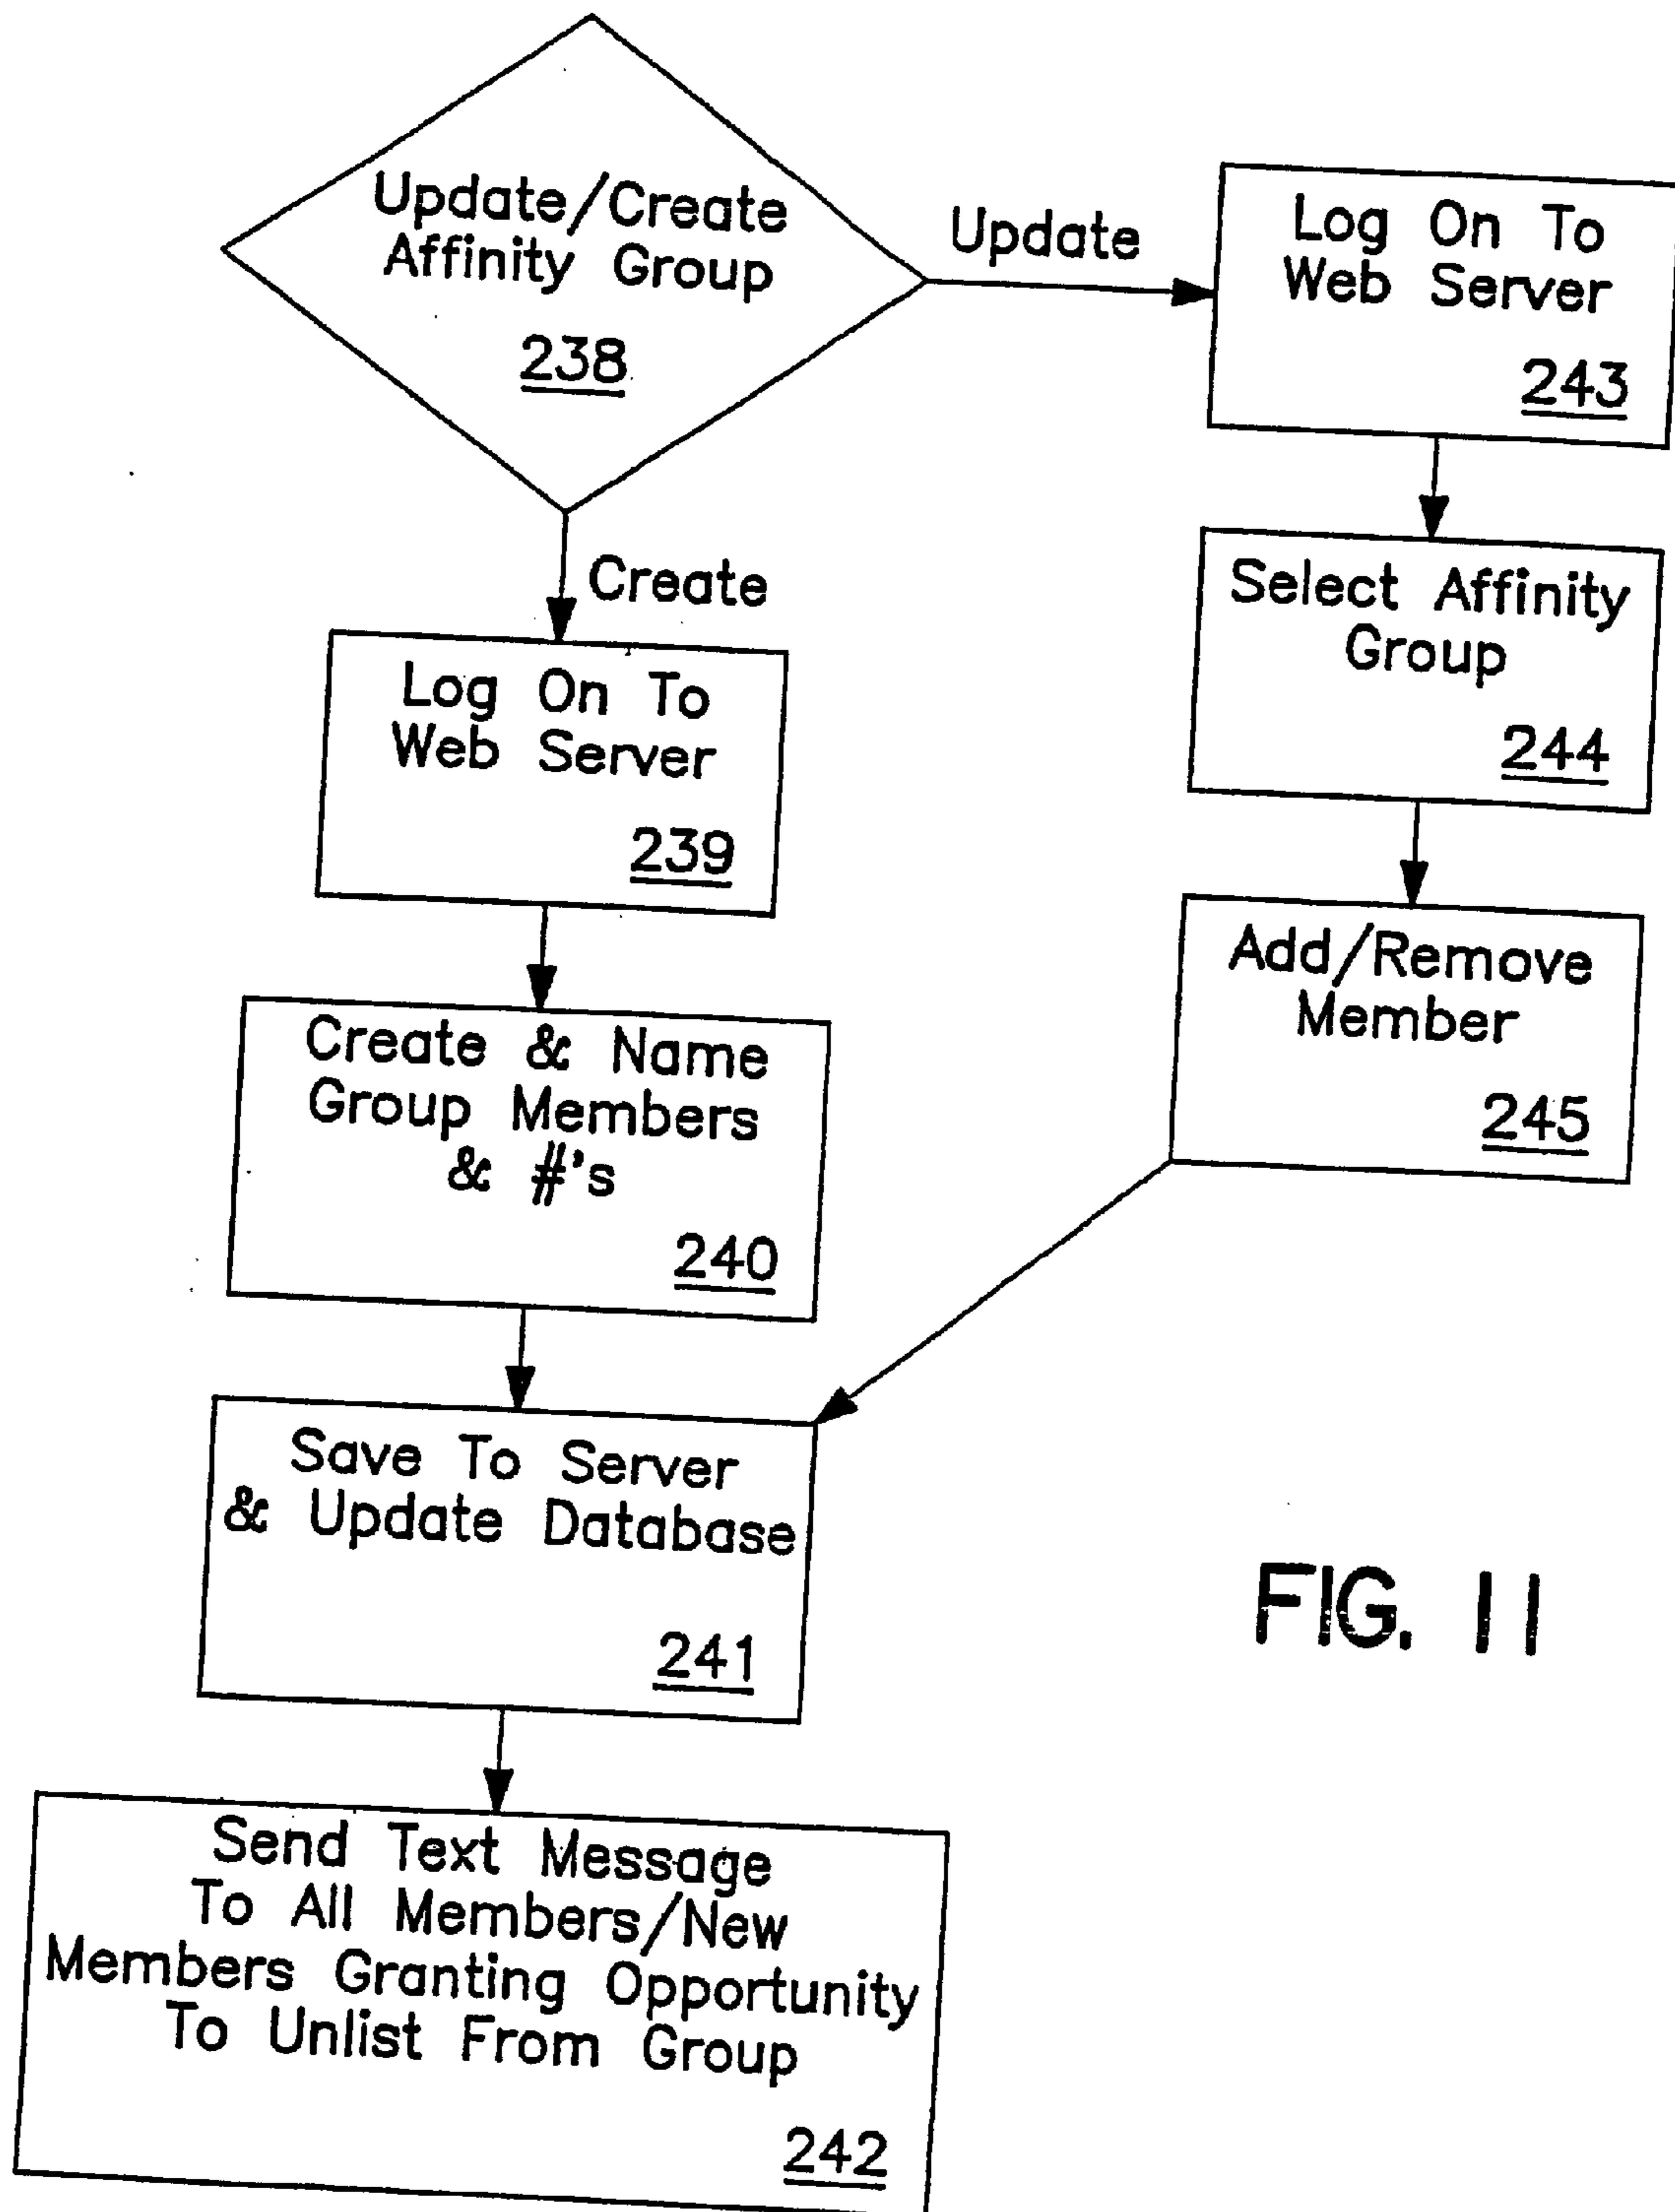 Update/Create
Affinity Group
238
Update
Create
Log On To
Web Server
239
Create & Name
Group Members
& #'s
240
Save To Server
& Update Database
241
Send Text Message
To All Members/New
Members Granting Opportunity
To Unlist From Group
242
Log On To
Web Server
243
Select Affinity
Group
244
Add/Remove
Member
245
FIG. 11